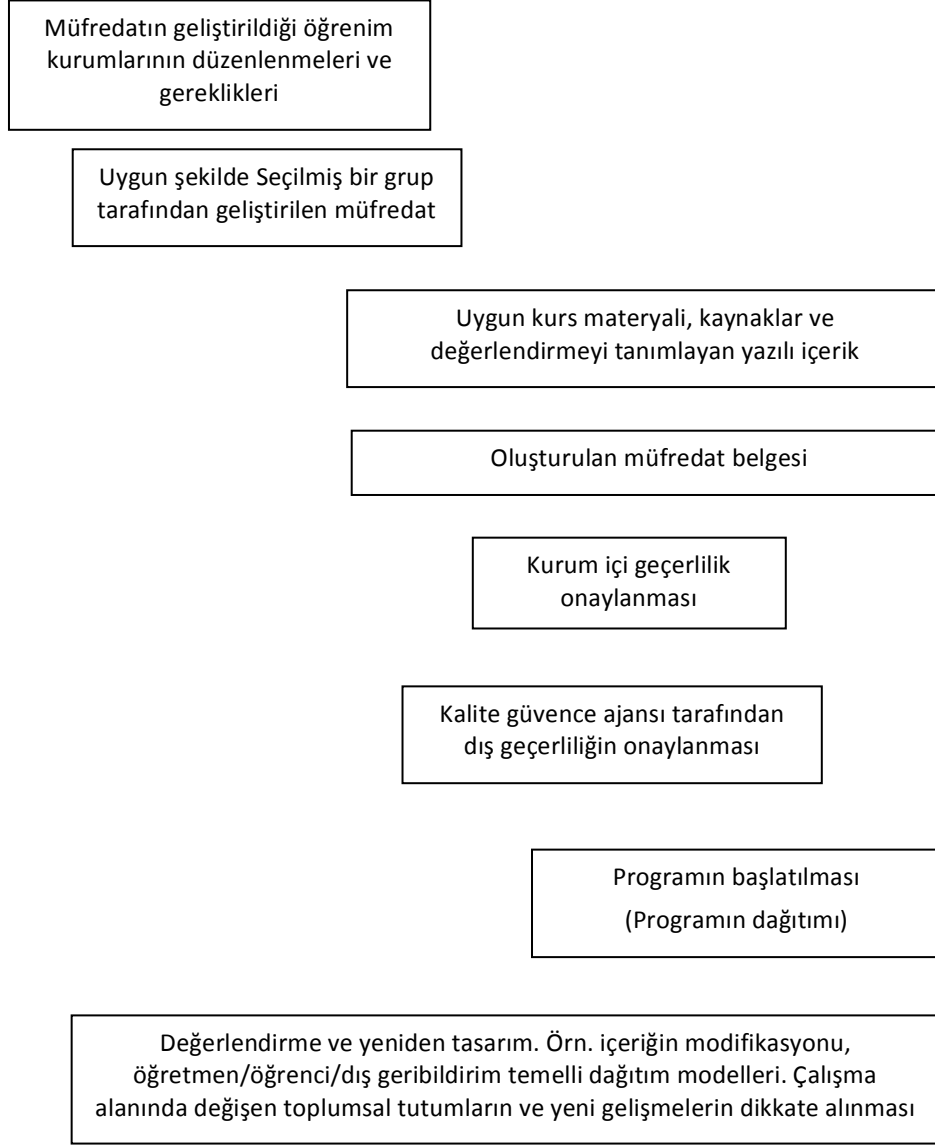 Müfredatın geliştirildiği öğrenim
kurumlarının düzenlenmeleri ve
gereklikleri
Uygun şekilde Seçilmiş bir grup
tarafından geliştirilen müfredat
Uygun kurs materyali, kaynaklar ve
değerlendirmeyi tanımlayan yazılı içerik
Oluşturulan müfredat belgesi
Kurum içi geçerlilik
onaylanması
Kalite güvence ajansı tarafından
dış geçerliliğin onaylanması
Programın başlatılması
(Programın dağıtımı)
Değerlendirme ve yeniden tasarım. Örn. içeriğin modifikasyonu,
öğretmen/öğrenci/dış geribildirim temelli dağıtım modelleri. Çalışma
alanında değişen toplumsal tutumların ve yeni gelişmelerin dikkate alınması